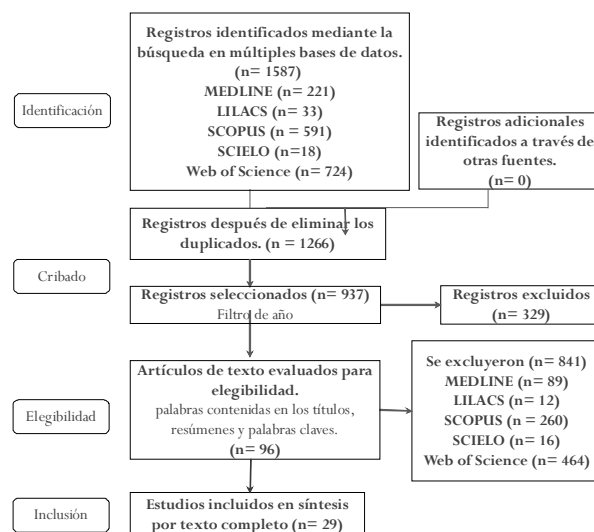 Registros identificados mediante la
búsqueda en múltiples bases de datos.
(n= 1587)
MEDLINE (n= 221)
LILACS (n= 33)
SCOPUS (n= 591)
SCIELO (n=18)
Web of Science (n= 724)
Identificación
Registros adicionales
identificados a través de
otras fuentes.
(n= 0)
Registros después de eliminar los
duplicados. (n = 1266)
Cribado
Registros seleccionados (n= 937)
Filtro de año
Registros excluidos
(n= 329)
Artículos de texto evaluados para
elegibilidad.
palabras contenidas en los títulos,
resúmenes y palabras claves.
(n= 96)
Elegibilidad
Se excluyeron (n= 841)
MEDLINE (n= 89)
LILACS (n= 12)
SCOPUS (n= 260)
SCIELO (n= 16)
Web of Science (n= 464)
Inclusión
Estudios incluidos en síntesis
por texto completo (n= 29)